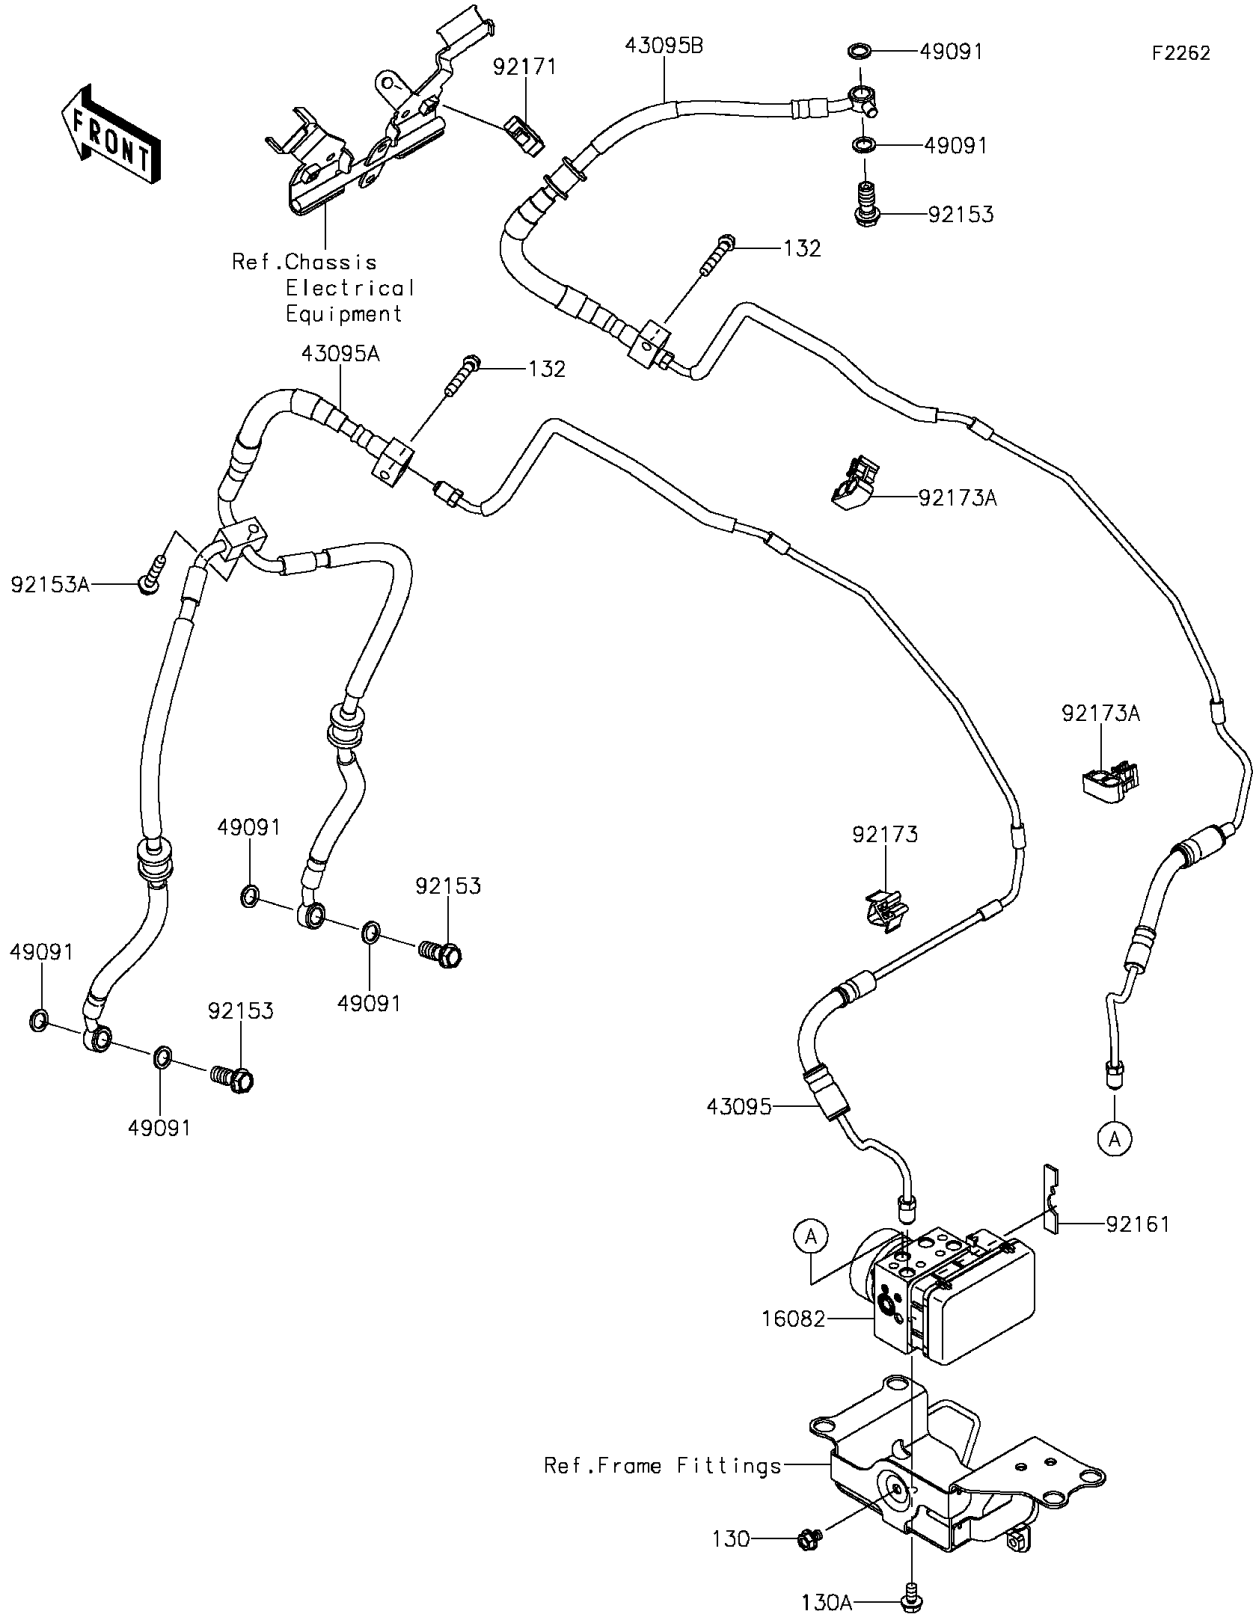 43095B
49091
F2262
92171
FRONT
49091
92153
132
Ref.Chassis
Electrical
Equipment
43095A
132
92173A
92153A
92173A
49091
92173
92153
49091
49091
92153
43095
49091
A
92161
A
16082
Ref.Frame Fittings
130
130A